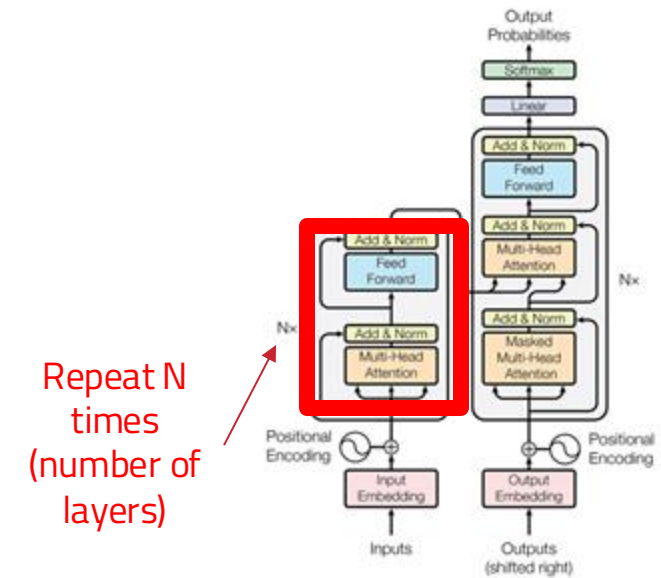 Output
Probabilities
Softmax
Linear
Add & Norm
Feed
Forward
Add & Norm
Multi-Head
Attention
Add & Norm
Masked
Multi-Head
Attention
Nx
Add & Norm
Feed
Forward
Add & Norm
Multi-Head
Attention
Nx
Repeat N
times
(number of
layers)
Positional
Encoding
Positional
Encoding
Input
Embedding
Output
Embedding
Inputs
Outputs
(shifted right)